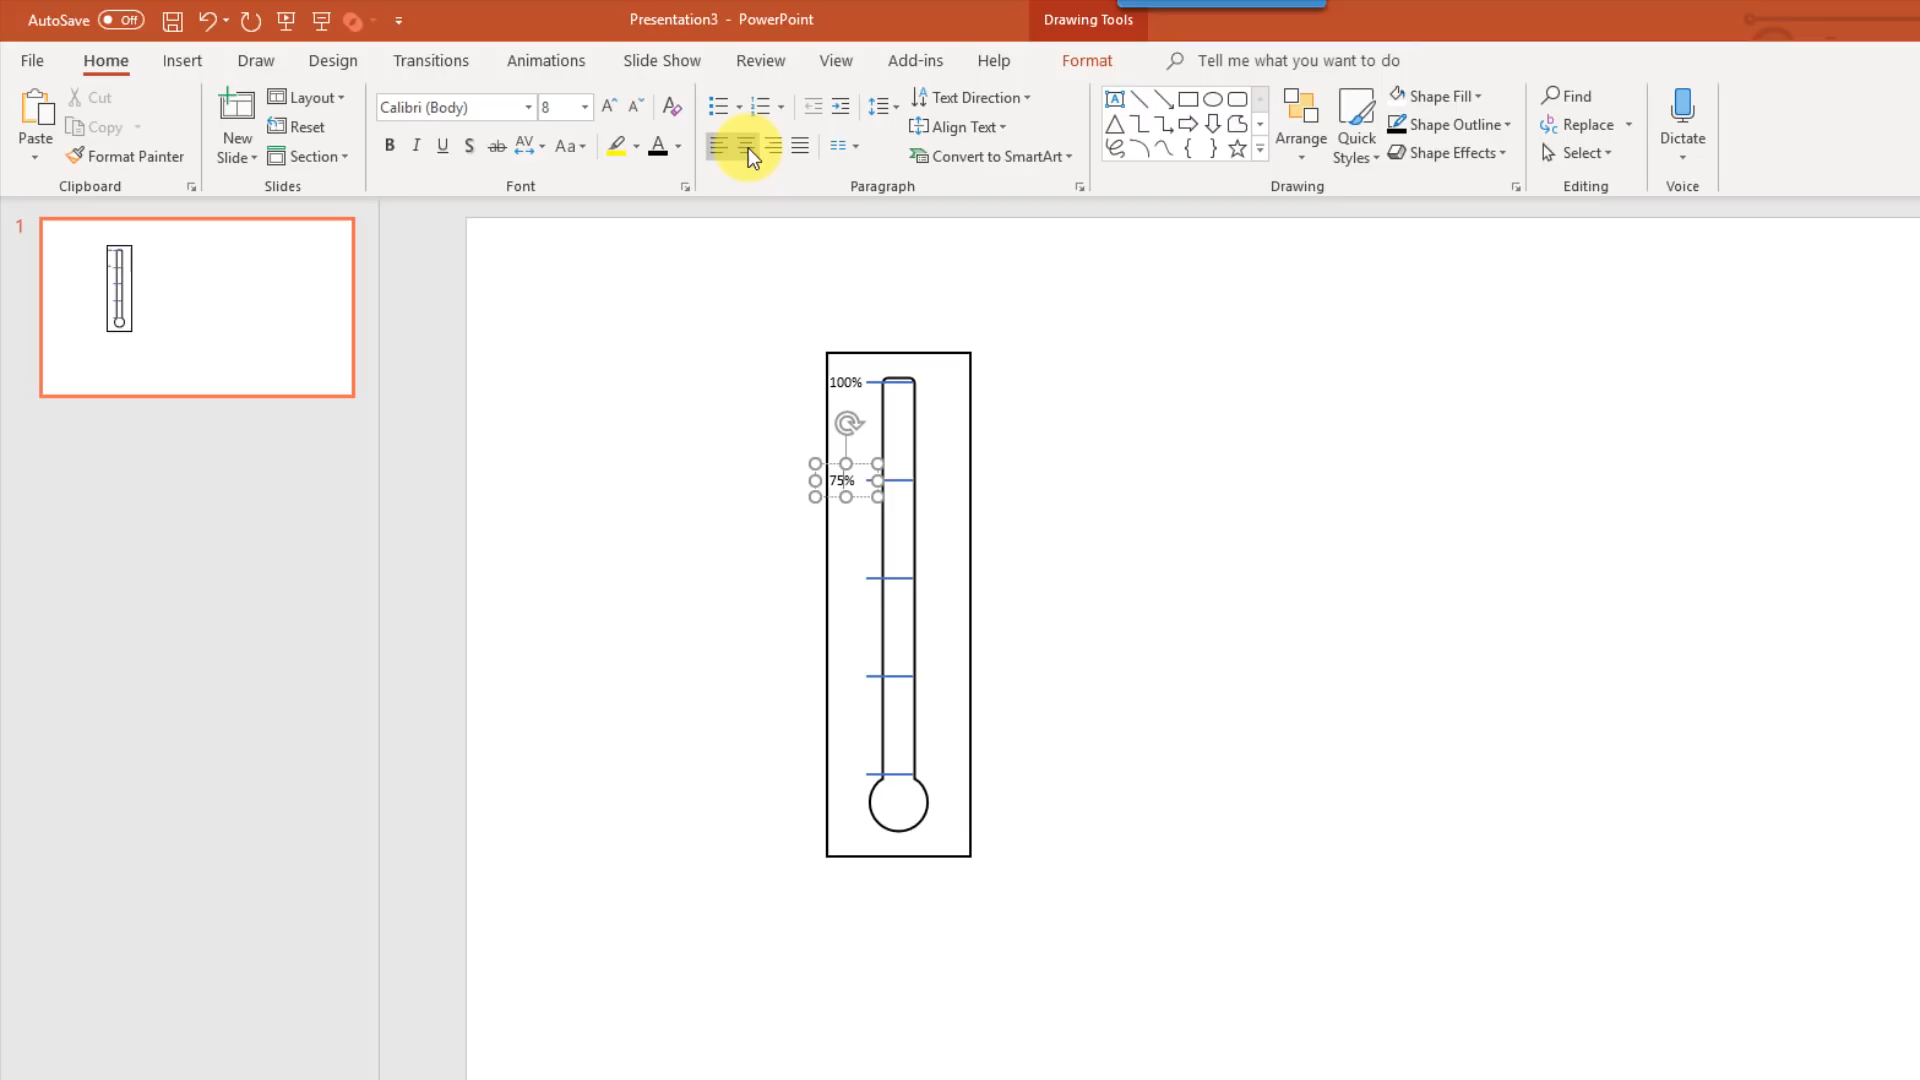 AutoSave Off
Presentation3 - PowerPoint
Drawing Tools
File Home Insert Draw Design Transitions Animations Slide Show Review View Add-ins Help Format Tell me what you want to do
Paste
Cut
Copy
Format Painter
Clipboard
New
Slide
Layout
Reset
Section
Slides
Calibri (Body) 8
B I U S ab AV Aa A
Font
Text Direction
Align Text
Convert to SmartArt
Paragraph
Arrange
Quick
Styles
Shape Fill
Shape Outline
Shape Effects
Drawing
Find
Replace
Select
Editing
Dictate
Voice
1
100%
75%